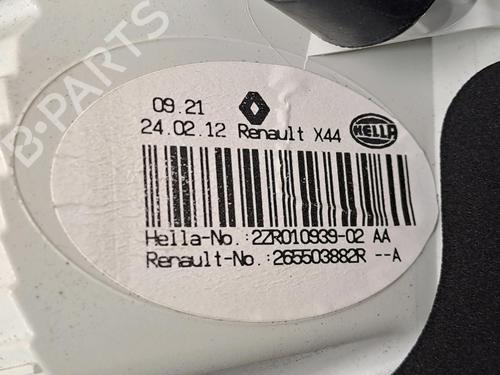 09.21
24.02.12 Renault X44
HELLA
Hella-No.:2ZR010939-02 AA
Renault-No.:265503882R --A
B-PARTS